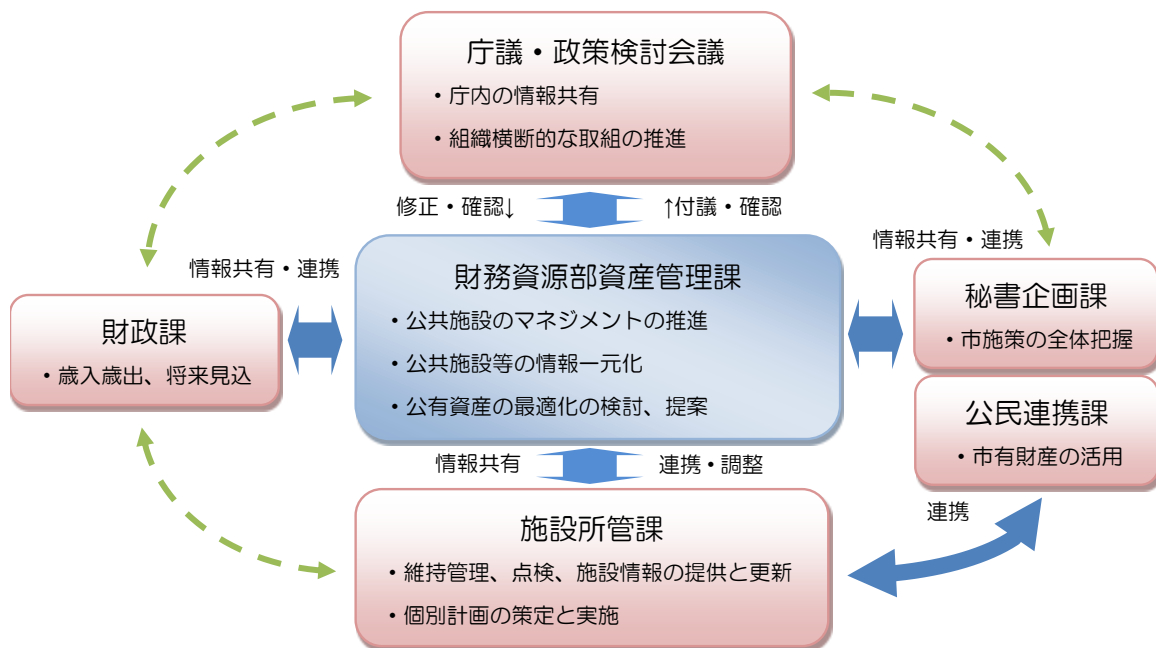 庁議・政策検討会議
・庁内の情報共有
・組織横断的な取組の推進
修正・確認↓
↑付議・確認
情報共有・連携
情報共有・連携
財政課
・歳入歳出、将来見込
財務資源部資産管理課
・公共施設のマネジメントの推進
・公共施設等の情報一元化
・公有資産の最適化の検討、提案
秘書企画課
・市施策の全体把握
公民連携課
・市有財産の活用
情報共有
連携・調整
連携
施設所管課
・維持管理、点検、施設情報の提供と更新
・個別計画の策定と実施